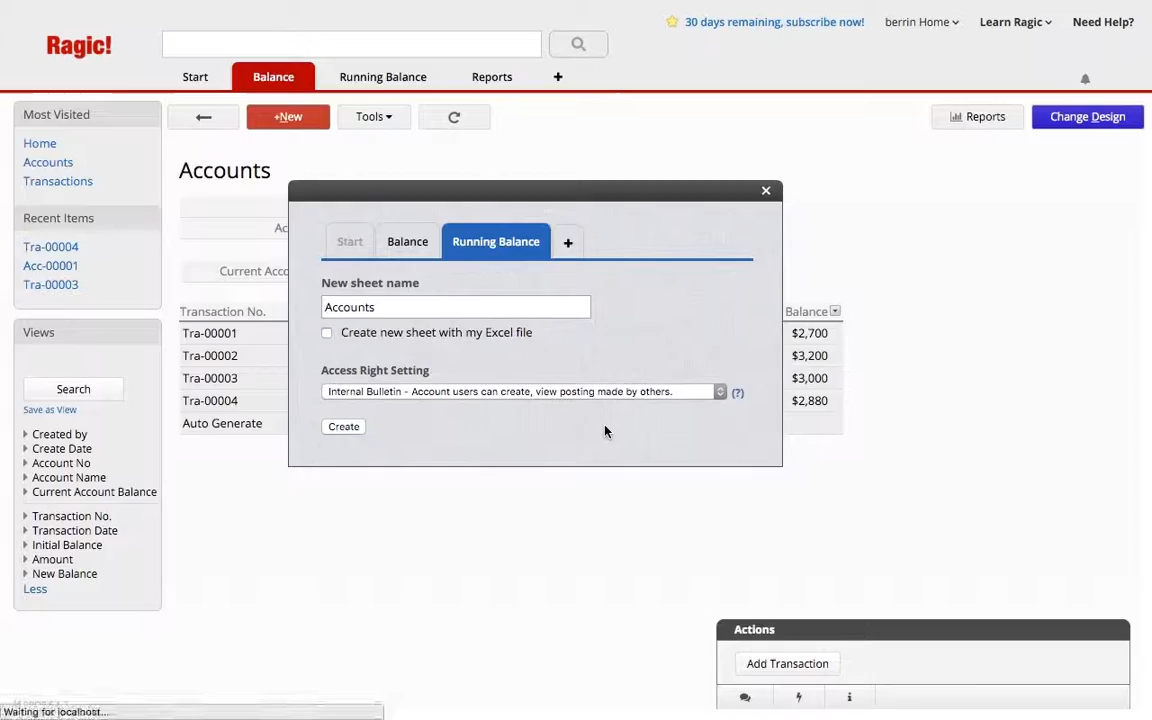 30 days remaining, subscribe now!
berrin Home
Learn Ragic
Need Help?
Ragic!
Start
Balance
Running Balance
Reports
+
Most Visited
Home
Accounts
Transactions
Recent Items
Tra-00004
Acc-00001
Tra-00003
Views
Search
Save as View
Created by
Create Date
Account No
Account Name
Current Account Balance
Transaction No.
Transaction Date
Initial Balance
Amount
New Balance
Less
+New
Tools
Reports
Change Design
Accounts
Ac
Current Acco
Transaction No.
Balance
Tra-00001
$2,700
Tra-00002
$3,200
Tra-00003
$3,000
Tra-00004
$2,880
Auto Generate
Start
Balance
Running Balance
+
New sheet name
Accounts
Create new sheet with my Excel file
Access Right Setting
Internal Bulletin - Account users can create, view posting made by others.
(?)
Create
Actions
Add Transaction
Waiting for localhost...